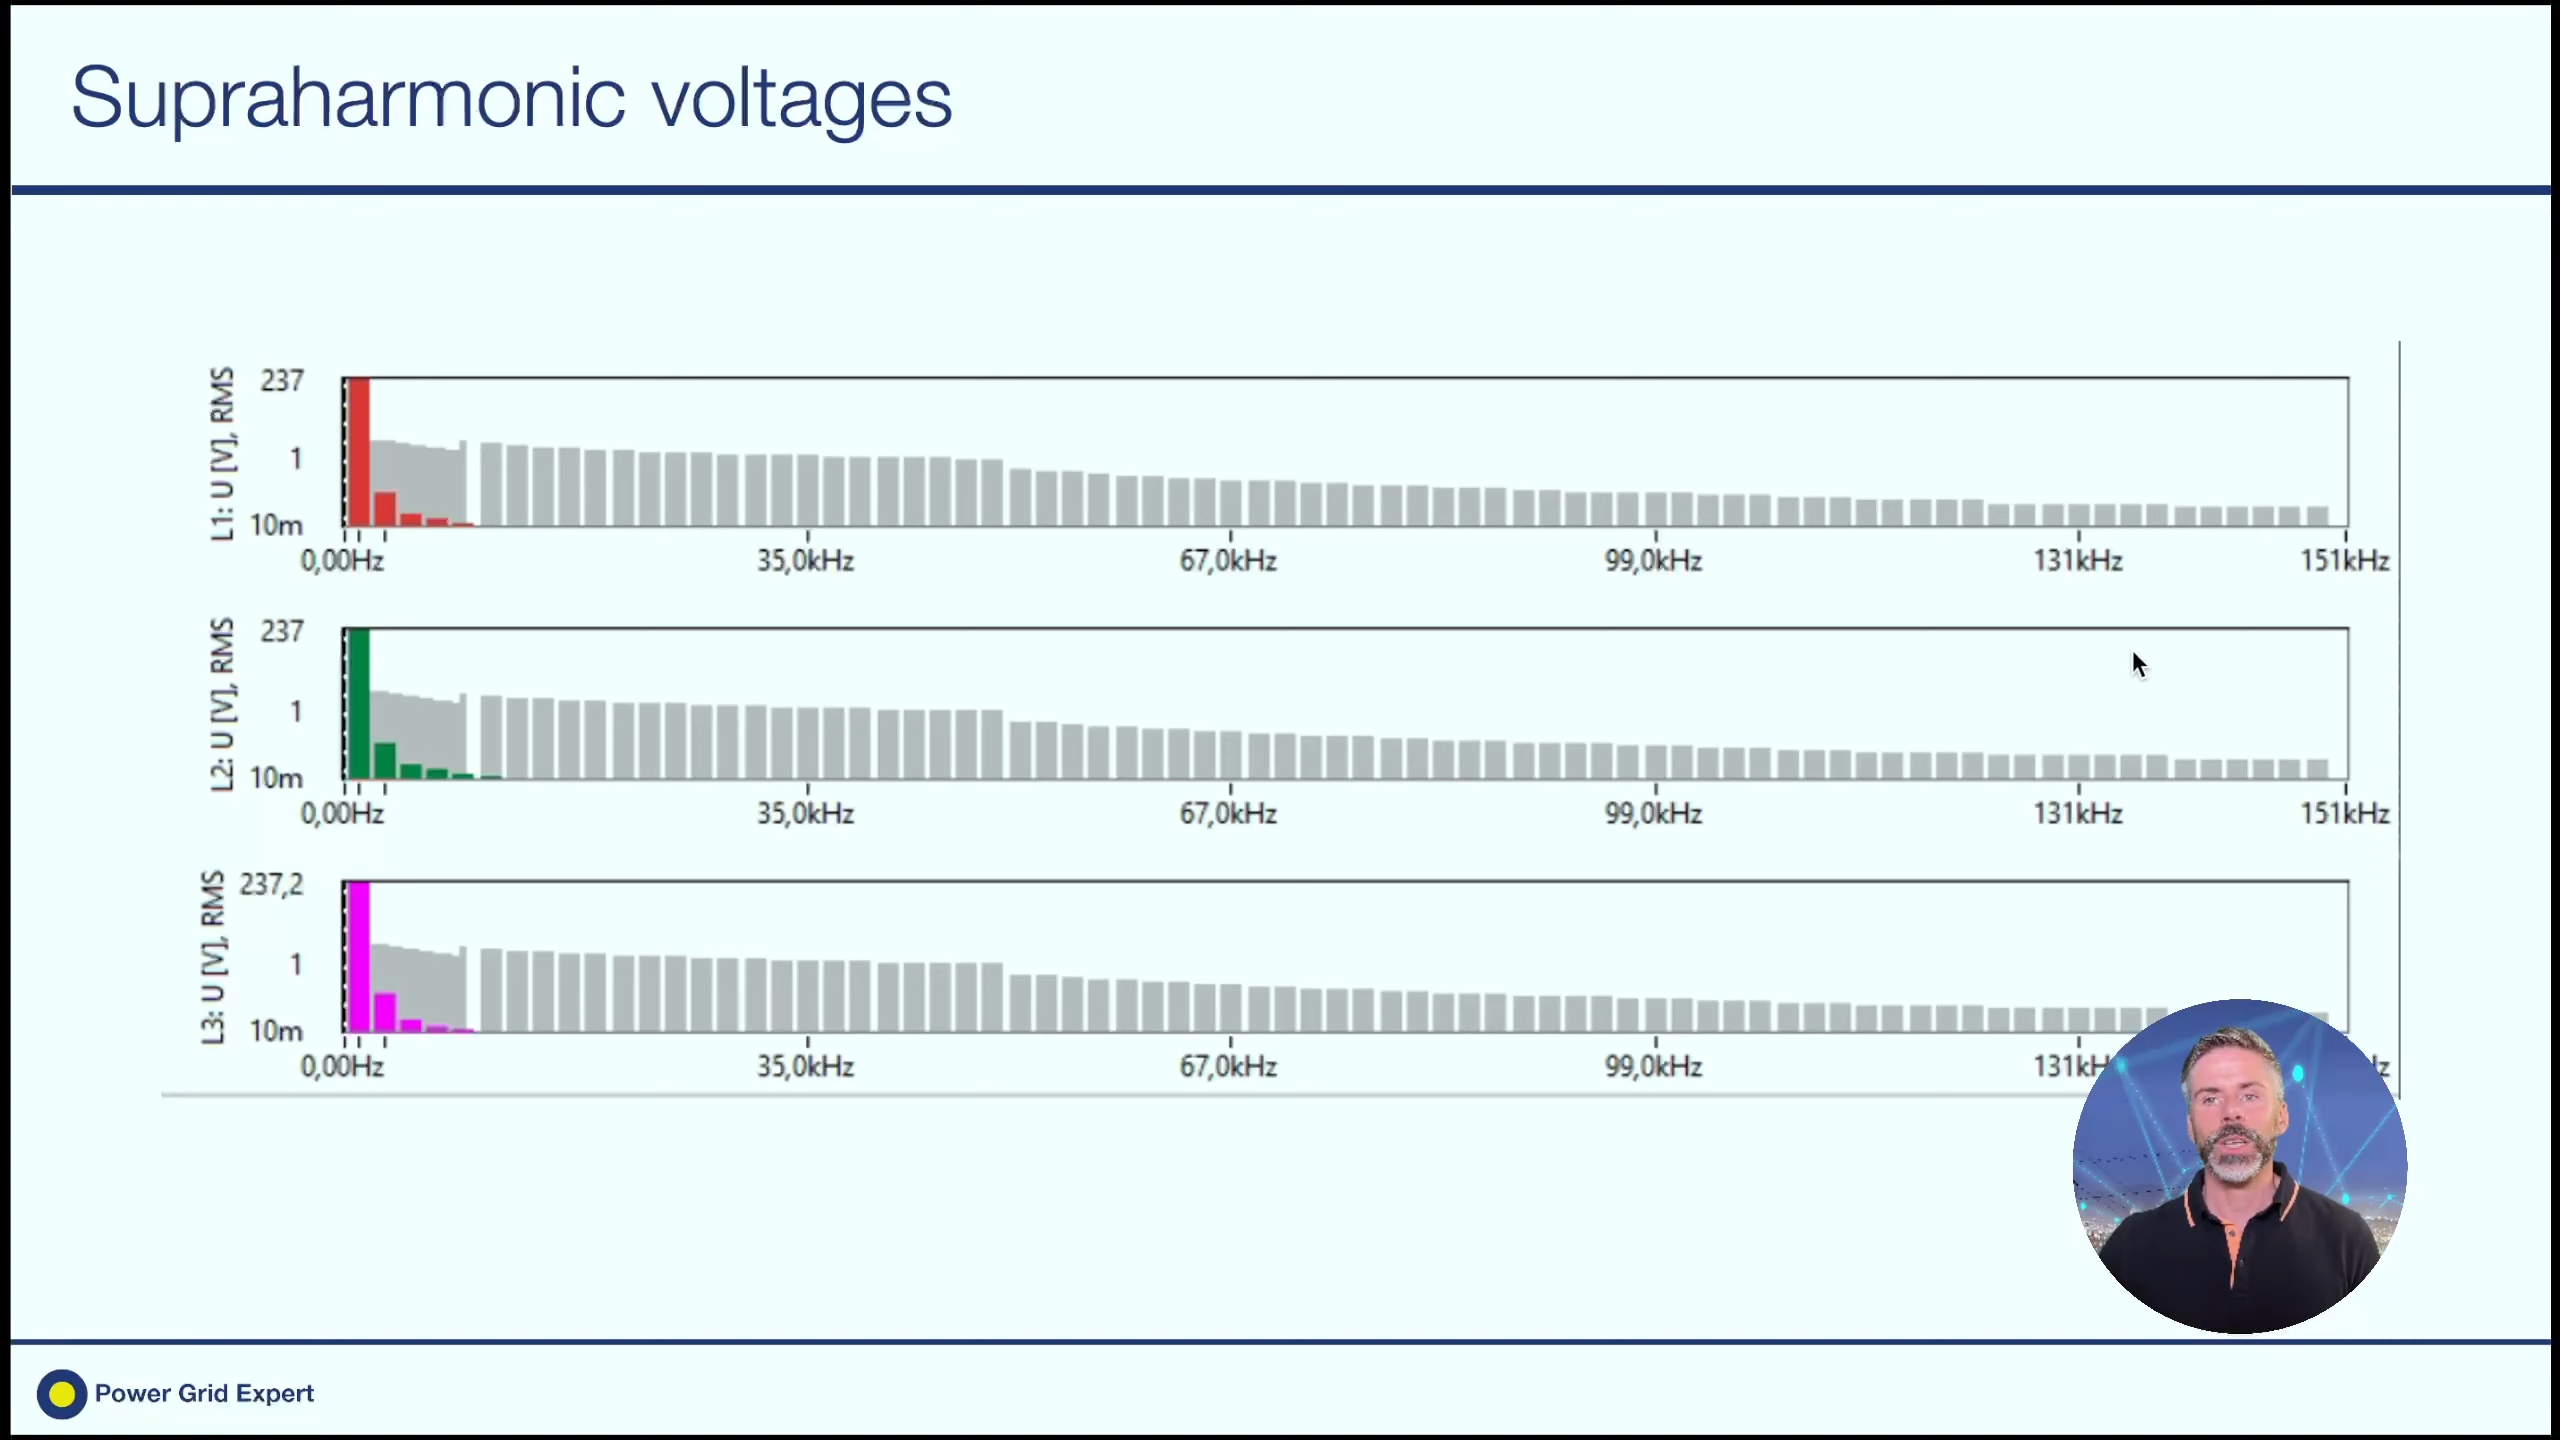 Supraharmonic voltages
L1: U [V], RMS
237
1
10m
0,00Hz 35,0kHz 67,0kHz 99,0kHz 131kHz 151kHz
L2: U [V], RMS
237
1
10m
0,00Hz 35,0kHz 67,0kHz 99,0kHz 131kHz 151kHz
L3: U [V], RMS
237,2
1
10m
0,00Hz 35,0kHz 67,0kHz 99,0kHz
Power Grid Expert